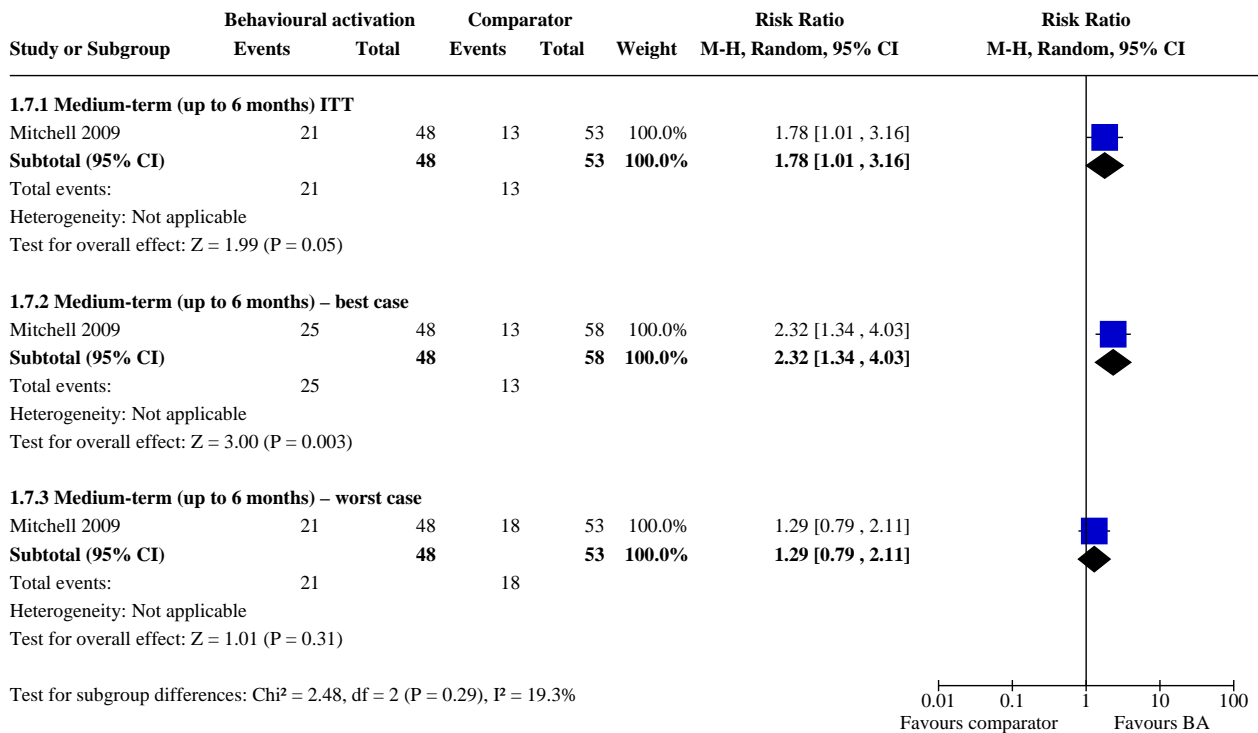 Behavioural activation Comparator Risk Ratio Risk Ratio
Study or Subgroup Events Total Events Total Weight M-H, Random, 95% CI M-H, Random, 95% CI
1.7.1 Medium-term (up to 6 months) ITT
Mitchell 2009 21 48 13 53 100.0% 1.78 [1.01 , 3.16]
Subtotal (95% CI) 48 53 100.0% 1.78 [1.01 , 3.16]
Total events: 21 13
Heterogeneity: Not applicable
Test for overall effect: Z = 1.99 (P = 0.05)
1.7.2 Medium-term (up to 6 months) – best case
Mitchell 2009 25 48 13 58 100.0% 2.32 [1.34 , 4.03]
Subtotal (95% CI) 48 58 100.0% 2.32 [1.34 , 4.03]
Total events: 25 13
Heterogeneity: Not applicable
Test for overall effect: Z = 3.00 (P = 0.003)
1.7.3 Medium-term (up to 6 months) – worst case
Mitchell 2009 21 48 18 53 100.0% 1.29 [0.79 , 2.11]
Subtotal (95% CI) 48 53 100.0% 1.29 [0.79 , 2.11]
Total events: 21 18
Heterogeneity: Not applicable
Test for overall effect: Z = 1.01 (P = 0.31)
Test for subgroup differences: Chi² = 2.48, df = 2 (P = 0.29), I² = 19.3%
0.01 0.1 1 10 100
Favours comparator Favours BA